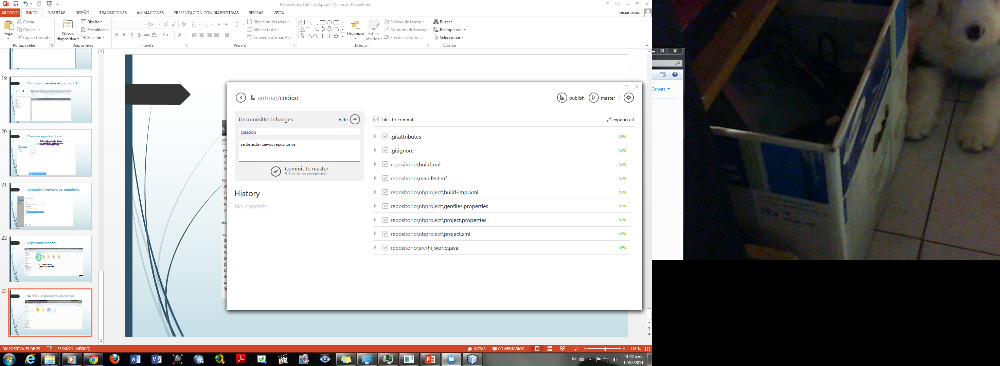 Repositorios (GITHUB).pptx - Microsoft PowerPoint
ARCHIVO INICIO INSERTAR DISEÑO TRANSICIONES ANIMACIONES PRESENTACIÓN CON DIAPOSITIVAS REVISAR VISTA Iniciar sesión
Pegar
Cortar
Copiar
Copiar formato
Portapapeles
Nueva diapositiva
Diseño
Restablecer
Sección
Diapositivas
18
N K S S abc AV Aa A
Fuente
Dirección del texto
Alinear texto
Convertir a SmartArt
Párrafo
Organizar
Estilos rápidos
Relleno de forma
Contorno de forma
Efectos de forma
Dibujo
Buscar
Reemplazar
Seleccionar
Edición
19
Vista como revierte el cambio 1.2
20
Creación repositorio local
21
Ubicación y nombre del repositorio
22
Repositorio creado
23
Se creo un proyecto repositorio
antroar/codigo
publish
master
Uncommitted changes
hide
creacion
se detecta nuevos repositorios
Commit to master
9 files to be committed
History
No commits
Files to commit
expand all
.gitattributes NEW
.gitignore NEW
repositorio\build.xml NEW
repositorio\manifest.mf NEW
repositorio\nbproject\build-impl.xml NEW
repositorio\nbproject\genfiles.properties NEW
repositorio\nbproject\project.properties NEW
repositorio\nbproject\project.xml NEW
repositorio\src\hi_world.java NEW
Carpeta
DIAPOSITIVA 23 DE 23 ESPAÑOL (MÉXICO)
NOTAS COMENTARIOS 116 %
ES
01:37 a.m.
12/02/2014